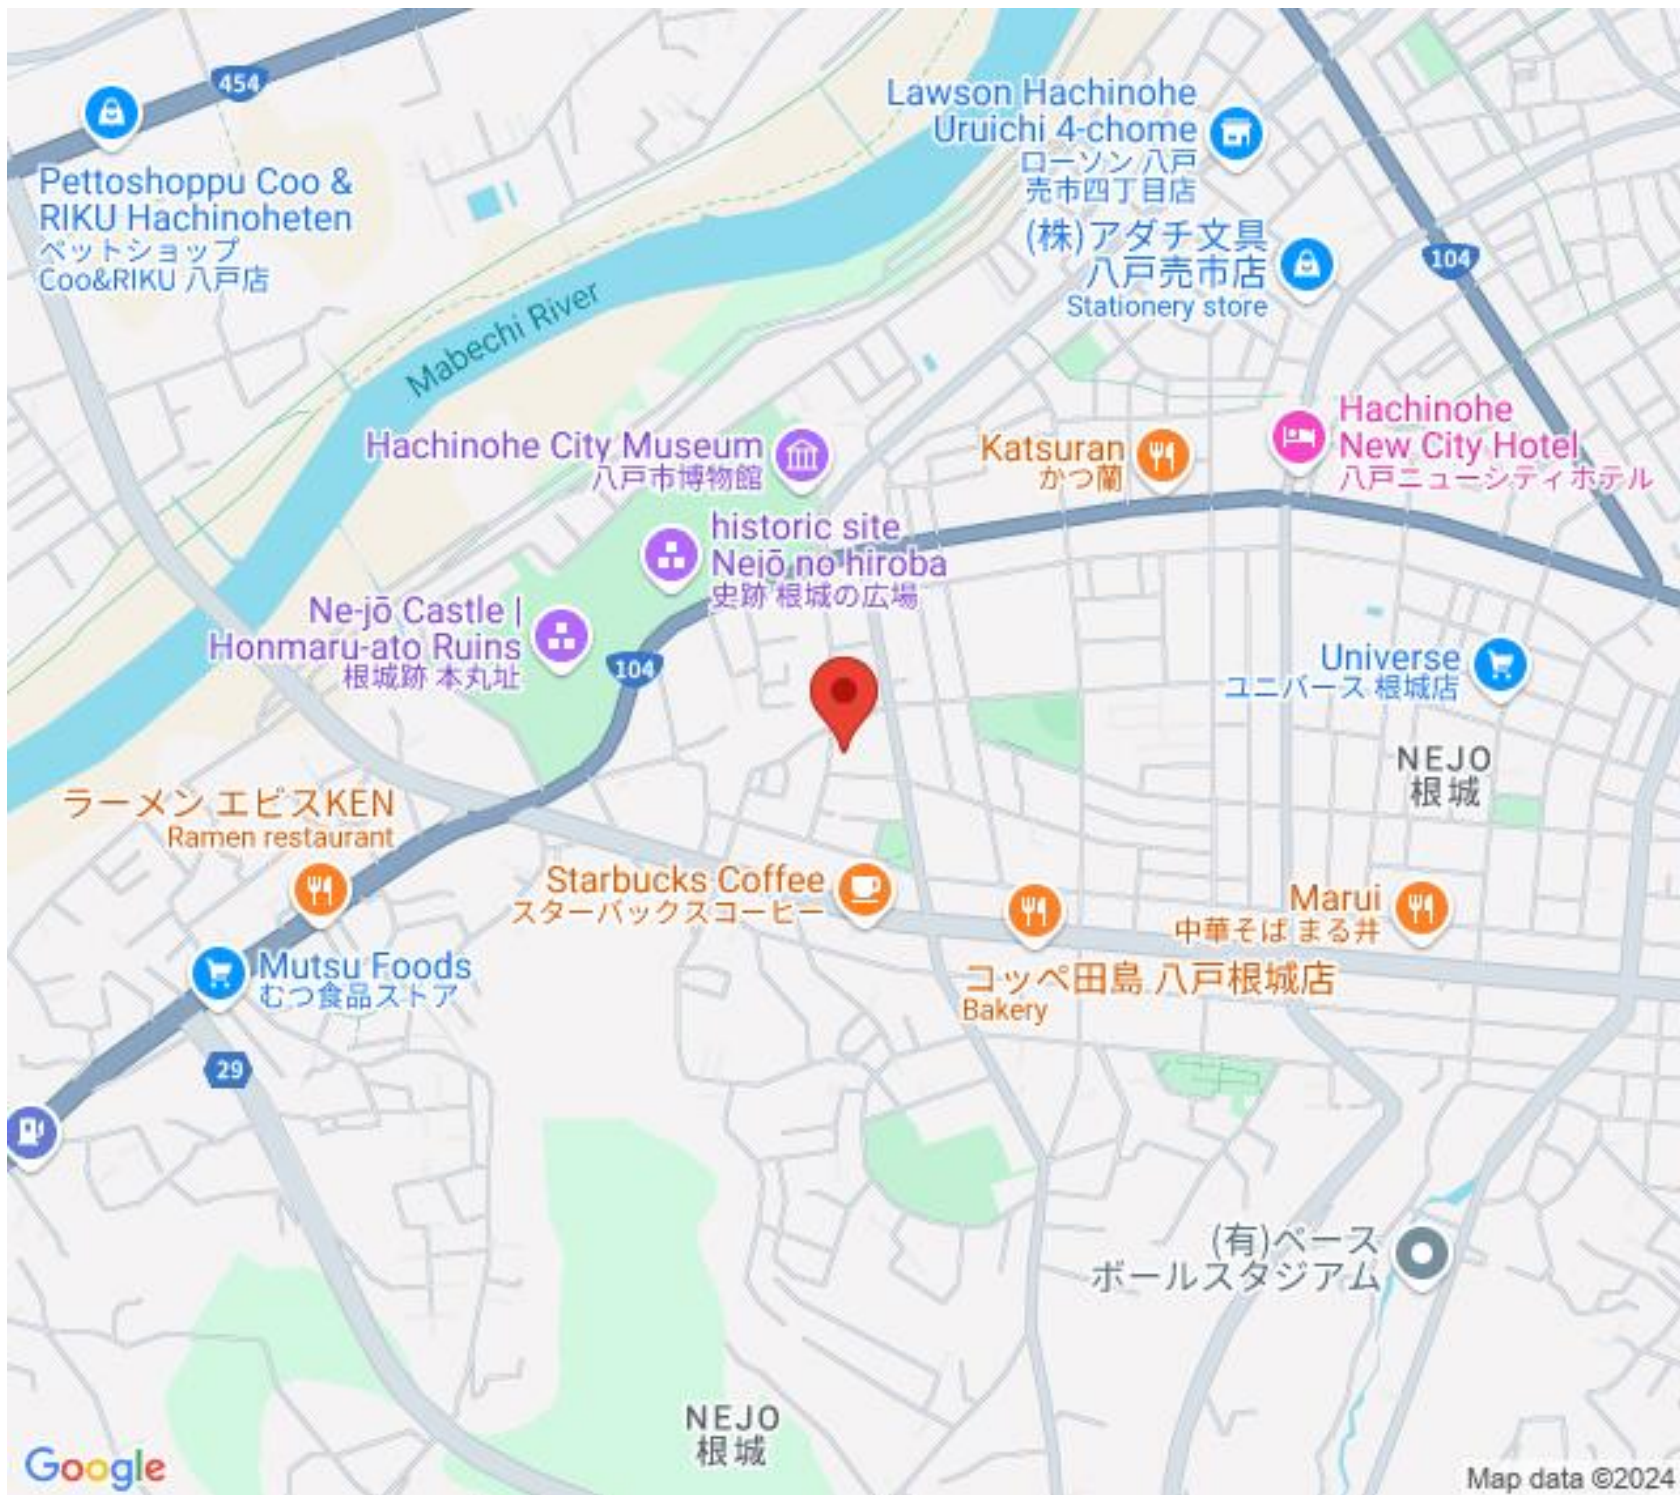 454
Pettoshoppu Coo &
RIKU Hachinoheten
ペットショップ
Coo&RIKU 八戸店
Lawson Hachinohe
Uruichi 4-chome
ローソン 八戸
売市四丁目店
(株)アダチ文具
八戸売市店
Stationery store
104
Mabechi River
Hachinohe
New City Hotel
八戸ニューシティホテル
Hachinohe City Museum
八戸市博物館
Katsuran
かつ蘭
historic site
Nejō no hiroba
史跡 根城の広場
Ne-jō Castle |
Honmaru-ato Ruins
根城跡 本丸址
104
Universe
ユニバース 根城店
NEJO
根城
ラーメン エビスKEN
Ramen restaurant
Starbucks Coffee
スターバックスコーヒー
Marui
中華そば まる井
Mutsu Foods
むつ食品ストア
コッペ田島 八戸根城店
Bakery
29
(有)ベース
ボールスタジアム
NEJO
根城
Google
Map data ©2024